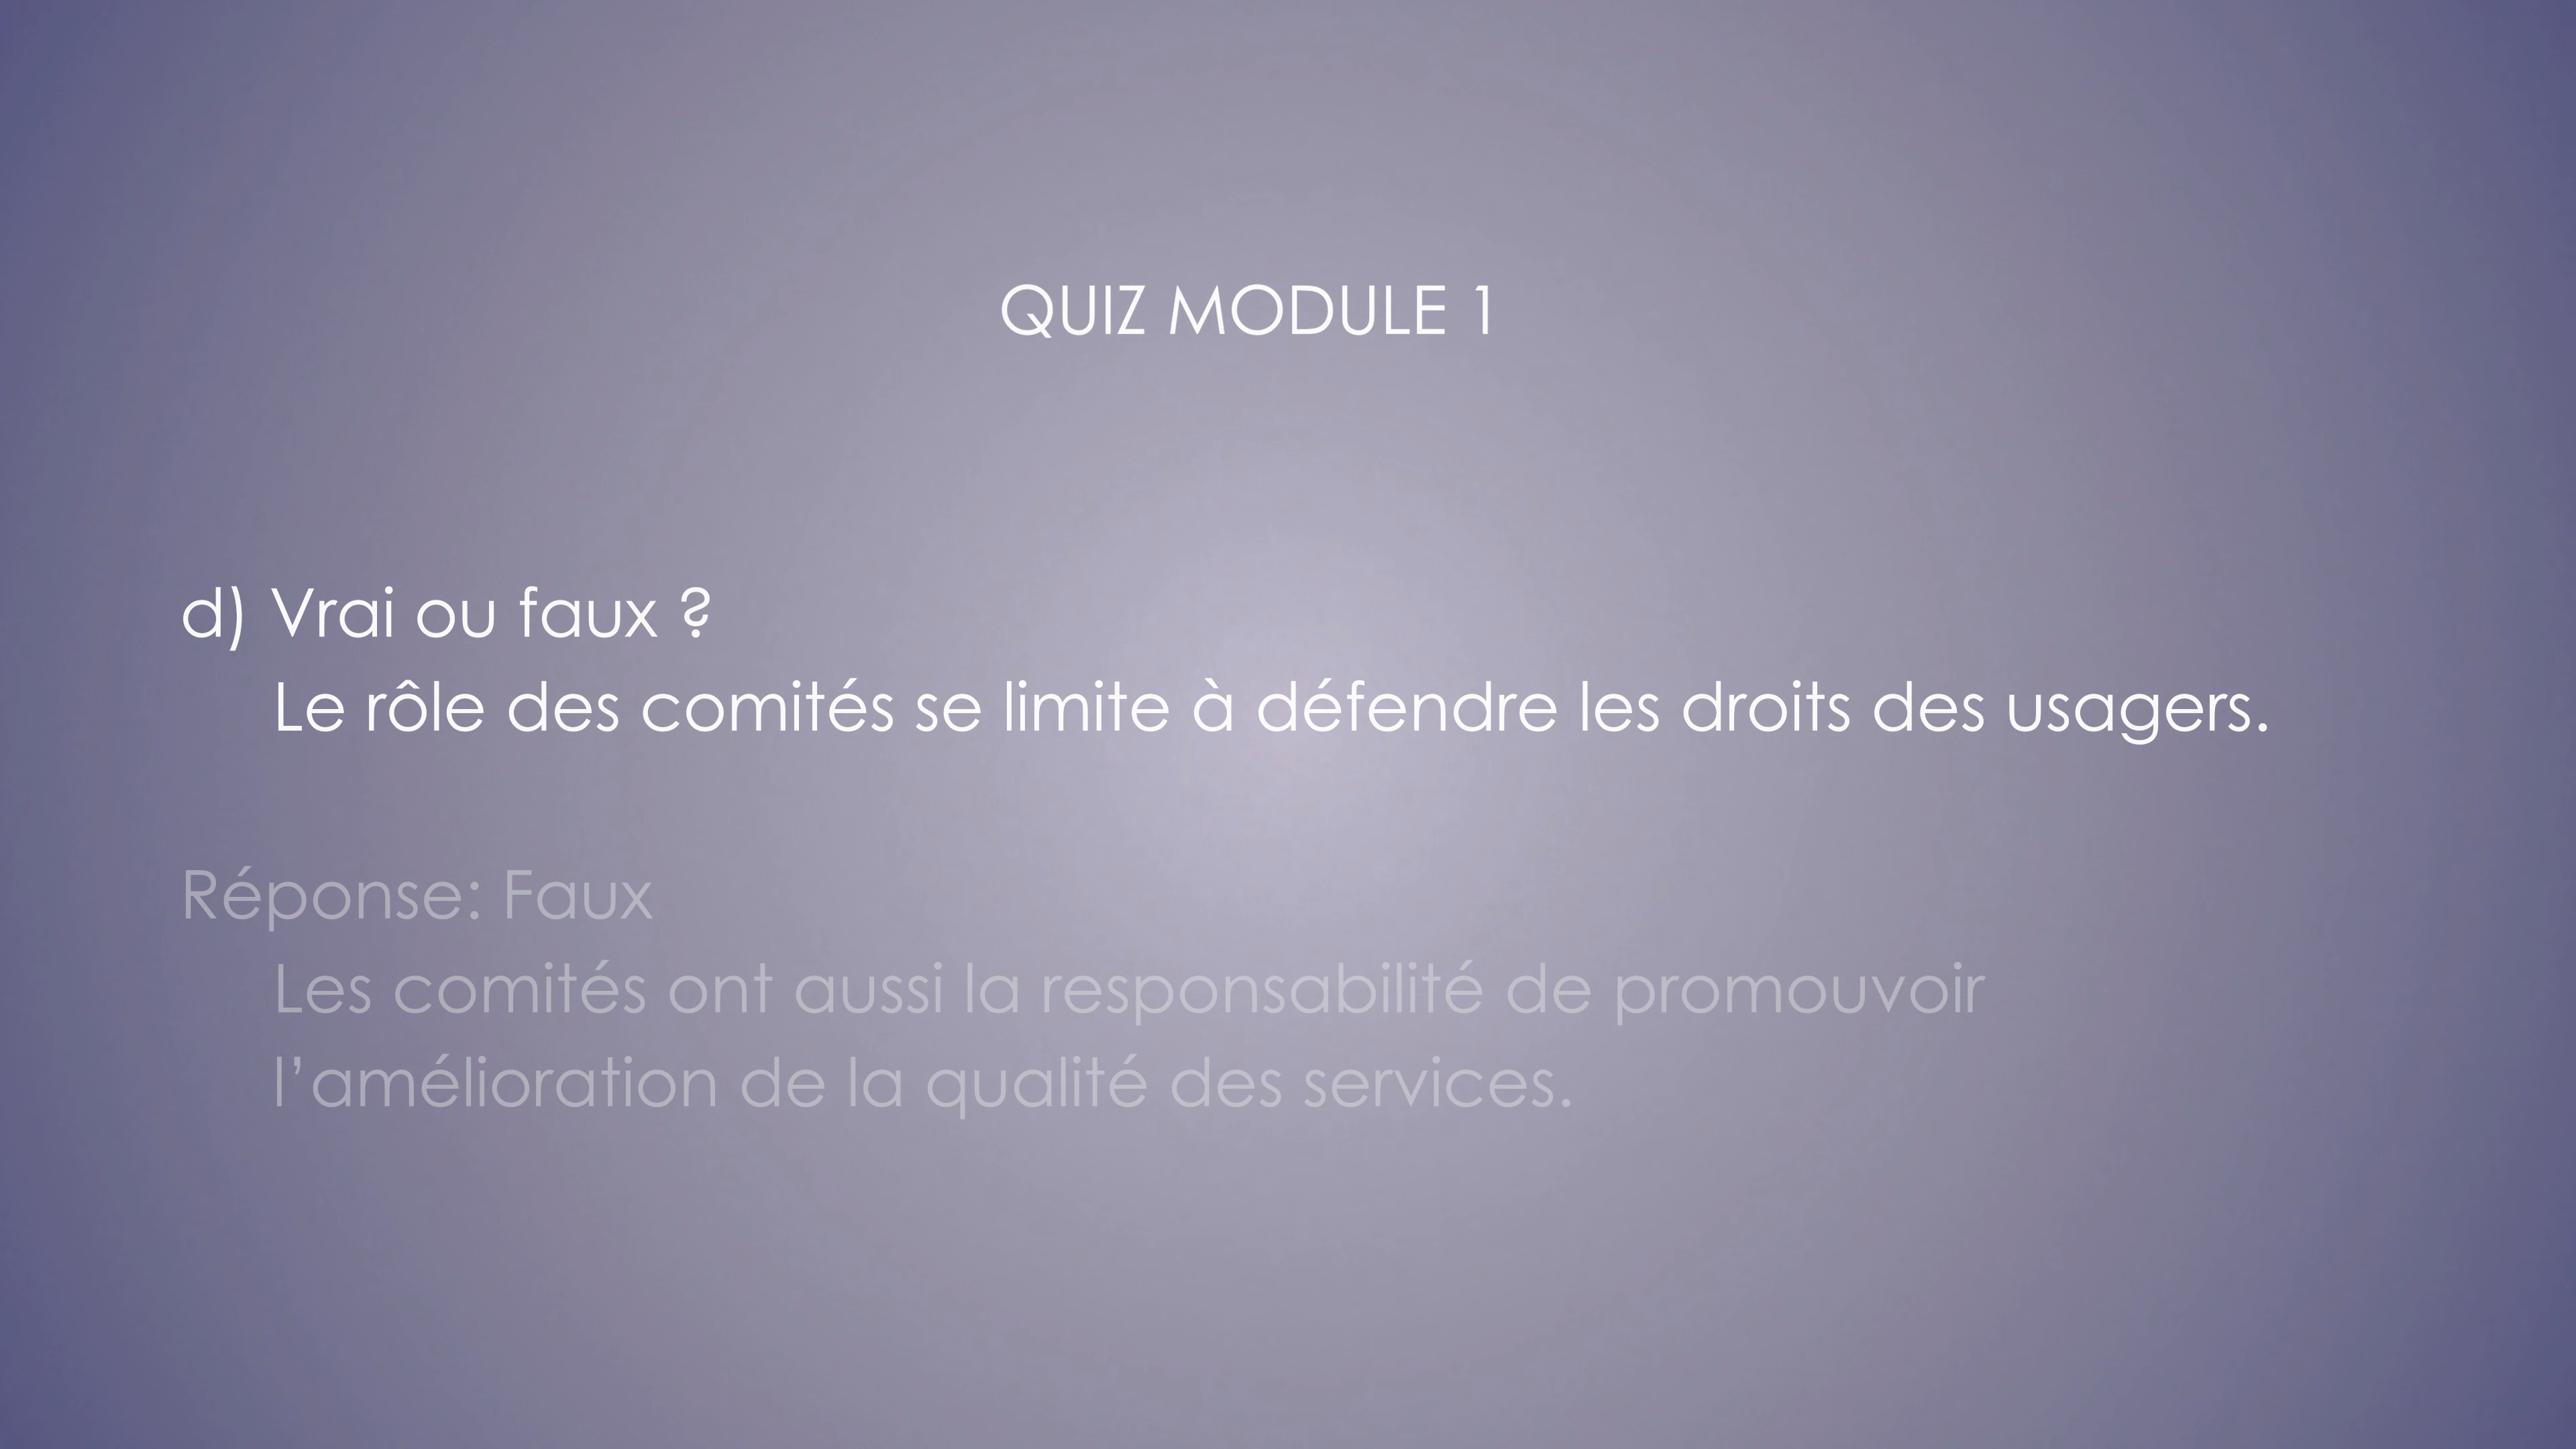 QUIZ MODULE 1
d) Vrai ou faux ?
Le rôle des comités se limite à défendre les droits des usagers.
Réponse: Faux
Les comités ont aussi la responsabilité de promouvoir
l’amélioration de la qualité des services.